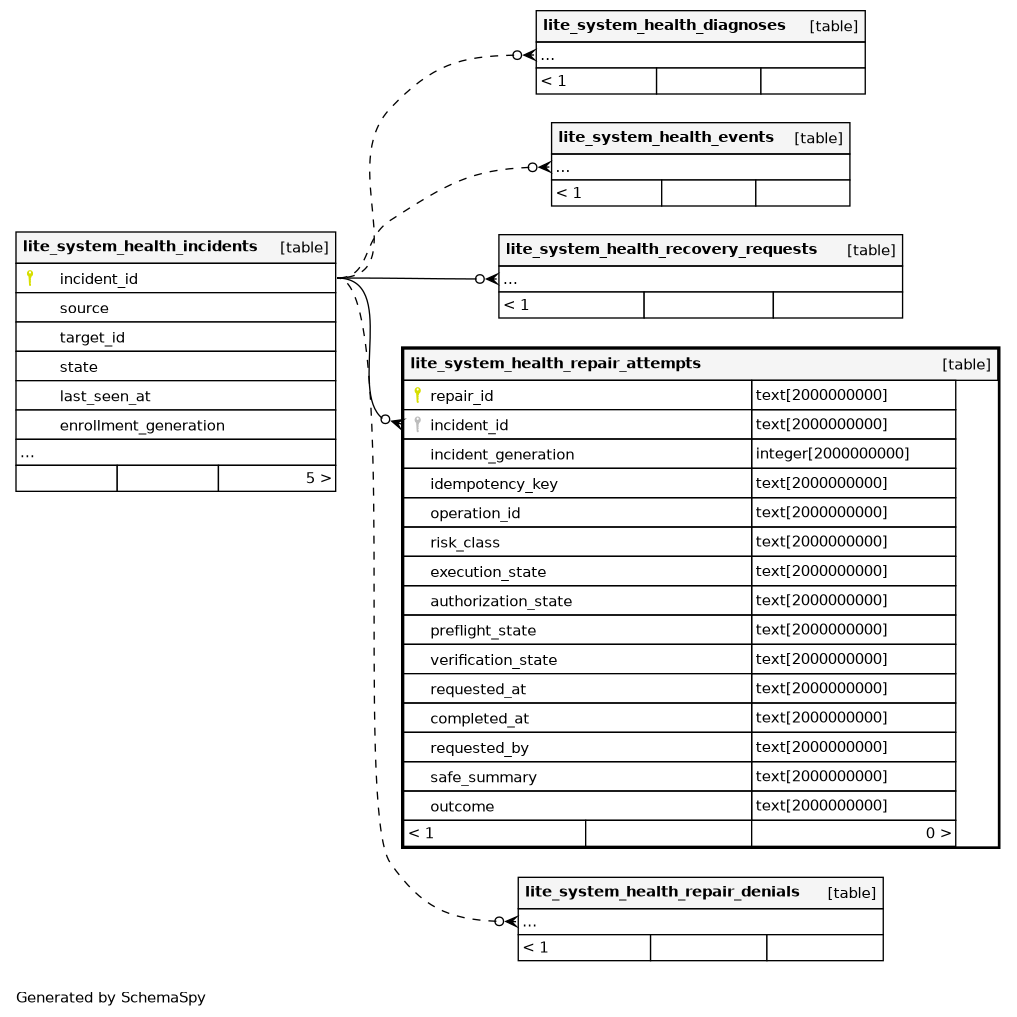 lite_system_health_diagnoses [table]
...
< 1
lite_system_health_events [table]
...
< 1
lite_system_health_incidents [table]
incident_id
source
target_id
state
last_seen_at
enrollment_generation
...
5 >
lite_system_health_recovery_requests [table]
...
< 1
lite_system_health_repair_attempts [table]
repair_id text[2000000000]
incident_id text[2000000000]
incident_generation integer[2000000000]
idempotency_key text[2000000000]
operation_id text[2000000000]
risk_class text[2000000000]
execution_state text[2000000000]
authorization_state text[2000000000]
preflight_state text[2000000000]
verification_state text[2000000000]
requested_at text[2000000000]
completed_at text[2000000000]
requested_by text[2000000000]
safe_summary text[2000000000]
outcome text[2000000000]
< 1 0 >
lite_system_health_repair_denials [table]
...
< 1
Generated by SchemaSpy